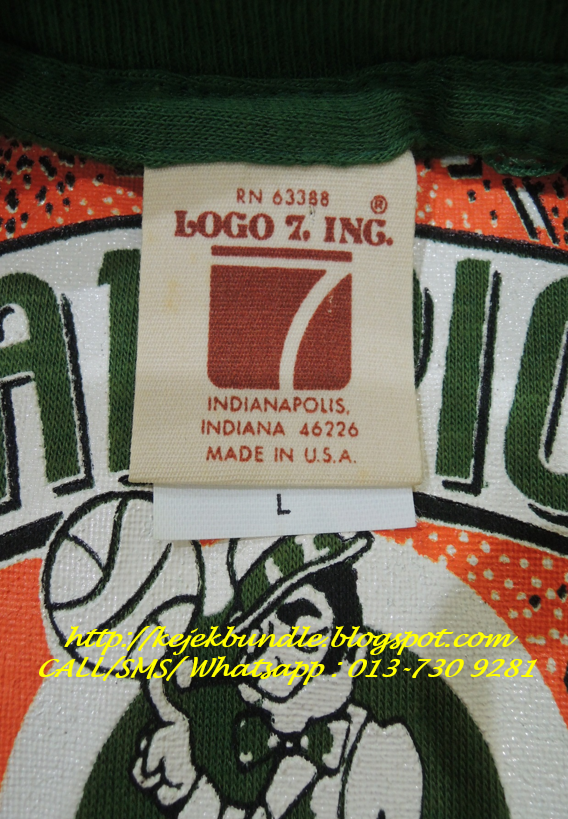 RN 63388
LOGO 7, INC.®
7
INDIANAPOLIS,
INDIANA 46226
MADE IN U.S.A.
L
http://kejekbundle.blogspot.com
CALL/SMS/Whatsapp : 013-730 9281